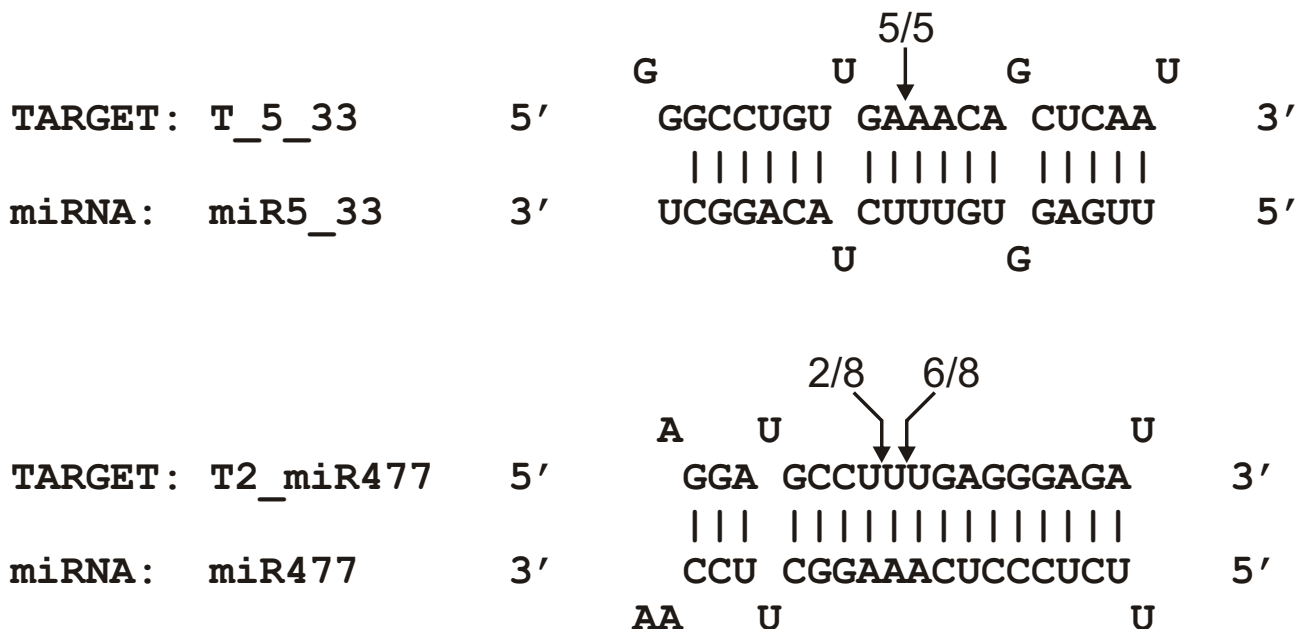 5/5
G U G U
TARGET: T_5_33 5′ GGCCUGU GAAACA CUCAA 3′
miRNA: miR5_33 3′ UCGGACA CUUUGU GAGUU 5′
U G
2/8 6/8
A U U
TARGET: T2_miR477 5′ GGA GCCUUUGAGGGAGA 3′
miRNA: miR477 3′ CCU CGGAAACUCCCUCU 5′
AA U U